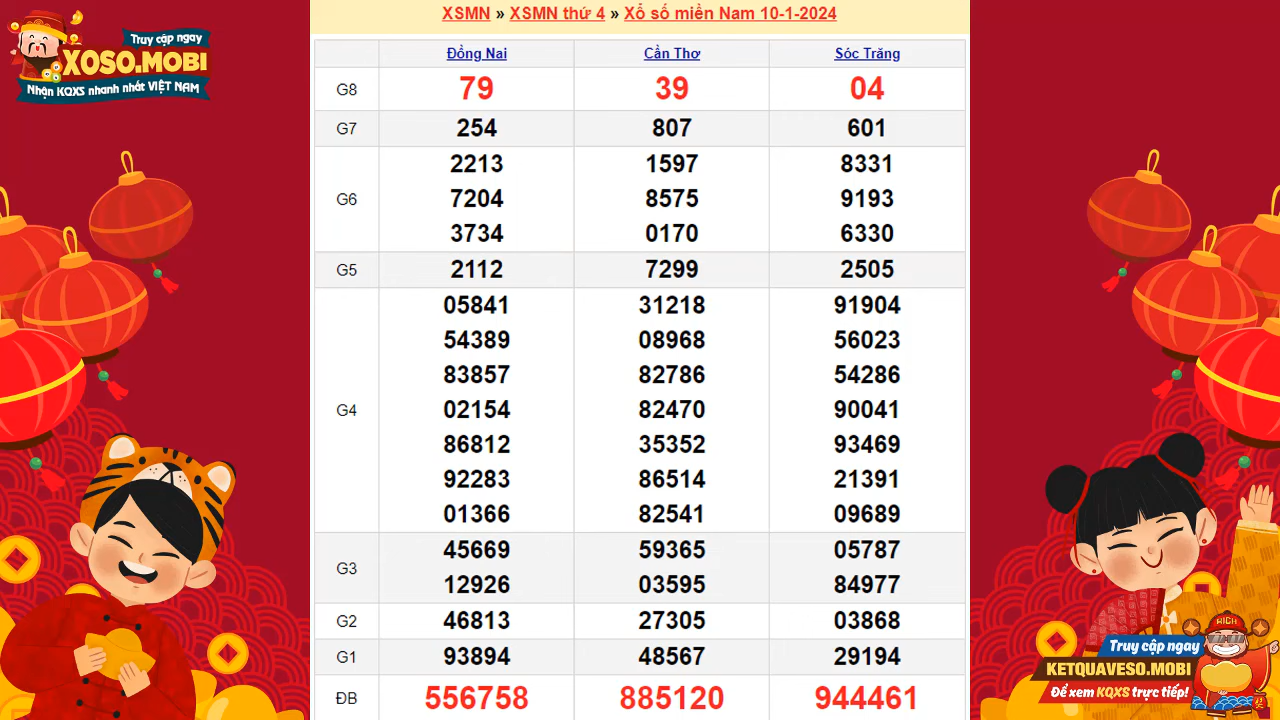 Truy cập ngay
XOSO.MOBI
Nhận KQXS nhanh nhất VIỆT NAM
XSMN » XSMN thứ 4 » Xổ số miền Nam 10-1-2024
Đồng Nai Cần Thơ Sóc Trăng
G8 79 39 04
G7 254 807 601
2213 1597 8331
G6 7204 8575 9193
3734 0170 6330
G5 2112 7299 2505
05841 31218 91904
54389 08968 56023
83857 82786 54286
G4 02154 82470 90041
86812 35352 93469
92283 86514 21391
01366 82541 09689
G3 45669 59365 05787
12926 03595 84977
G2 46813 27305 03868
G1 93894 48567 29194
ĐB 556758 885120 944461
RICH
Truy cập ngay
KETQUAVESO.MOBI
Để xem KQXS trực tiếp!